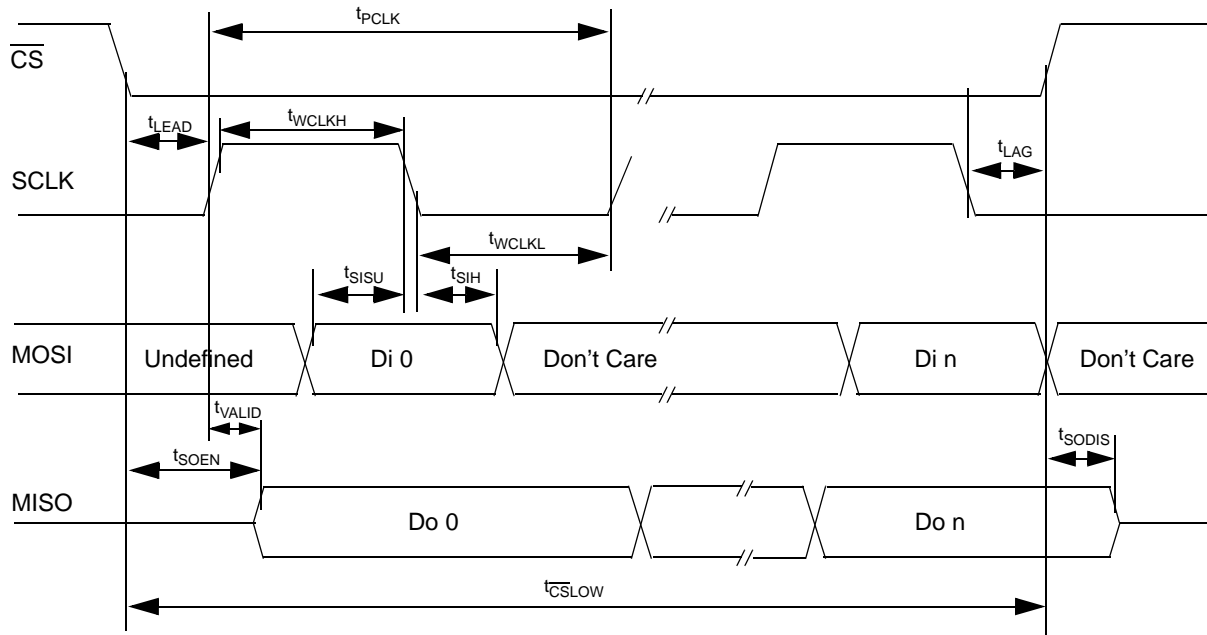 tPCLK
CS
tLEAD
tWCLKH
tLAG
SCLK
tWCLKL
tSISU
tSIH
MOSI
Undefined
Di 0
Don't Care
Di n
Don't Care
tVALID
tSOEN
tSODIS
MISO
Do 0
Do n
tCSLOW